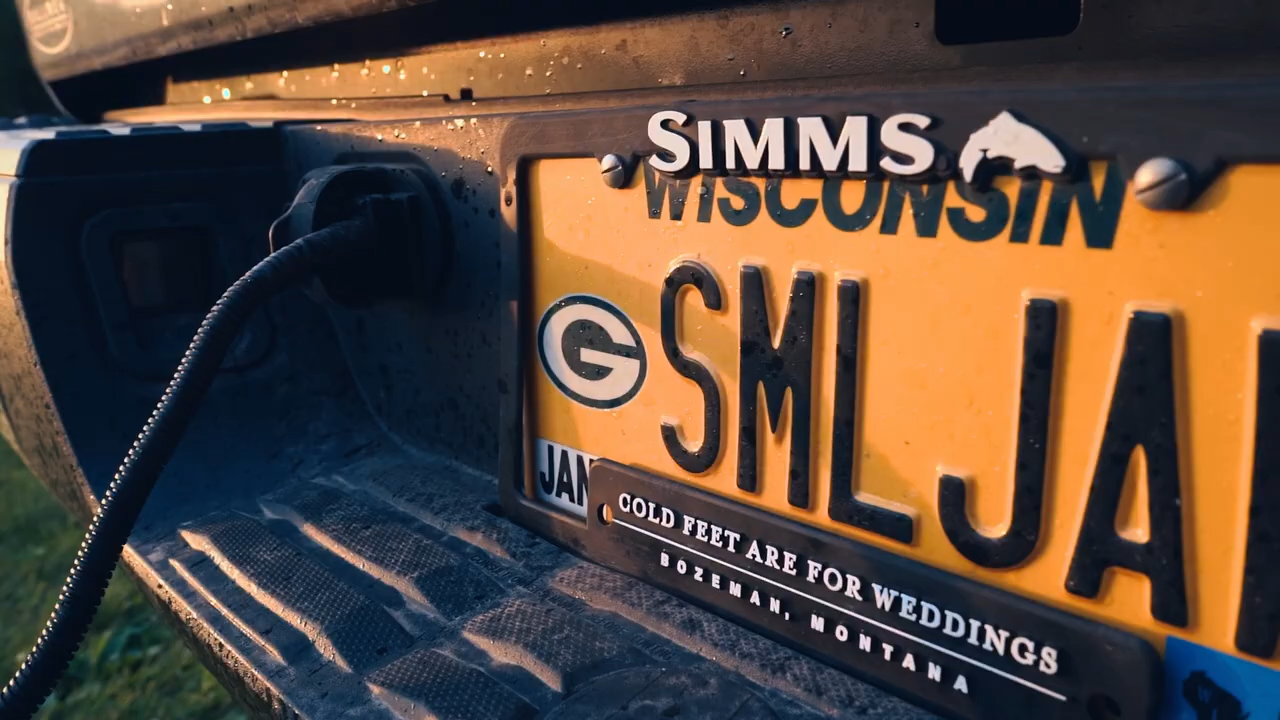 SIMMS
WISCONSIN
G
SMLJA
JAN
COLD FEET ARE FOR WEDDINGS
BOZEMAN, MONTANA